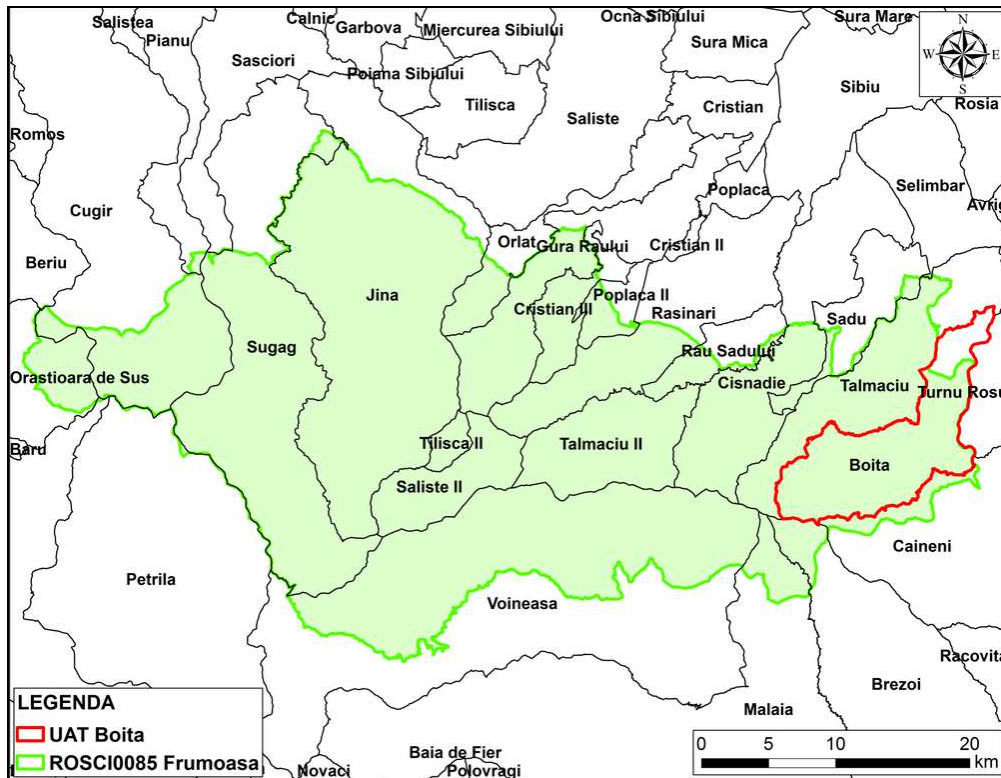 Salistea
Calnic
Ocna Sibiului
Sura Mare
Pianu
Garbova
Miercurea Sibiului
Sura Mica
N
W E
S
Sasciori
Poiana Sibiului
Tilisca
Cristian
Sibiu
Rosia
Saliste
Romos
Cugir
Poplaca
Selimbar
Orlat
Gura Raului
Cristian II
Beriu
Jina
Cristian III
Poplaca II
Rasinari
Sadu
Sugag
Rau Sadului
Orastioara de Sus
Cisnadie
Talmaciu
Turnu Rosu
Baru
Tilisca II
Talmaciu II
Boita
Saliste II
Caineni
Petrila
Voineasa
Brezoi
Malaia
Baia de Fier
Novaci
Polovragi
LEGENDA
UAT Boita
ROSCI0085 Frumoasa
0 5 10 20
km